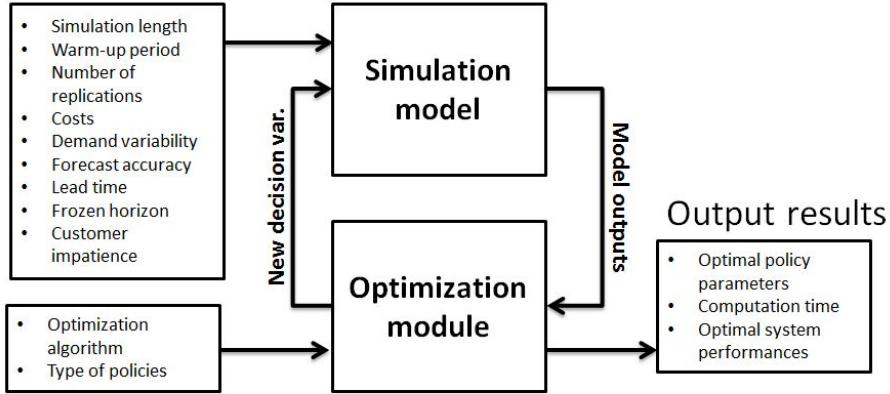 • Simulation length
• Warm-up period
• Number of
replications
• Costs
• Demand variability
• Forecast accuracy
• Lead time
• Frozen horizon
• Customer
impatience
Simulation
model
New decision var.
Model outputs
Optimization
module
• Optimization
algorithm
• Type of policies
Output results
• Optimal policy
parameters
• Computation time
• Optimal system
performances